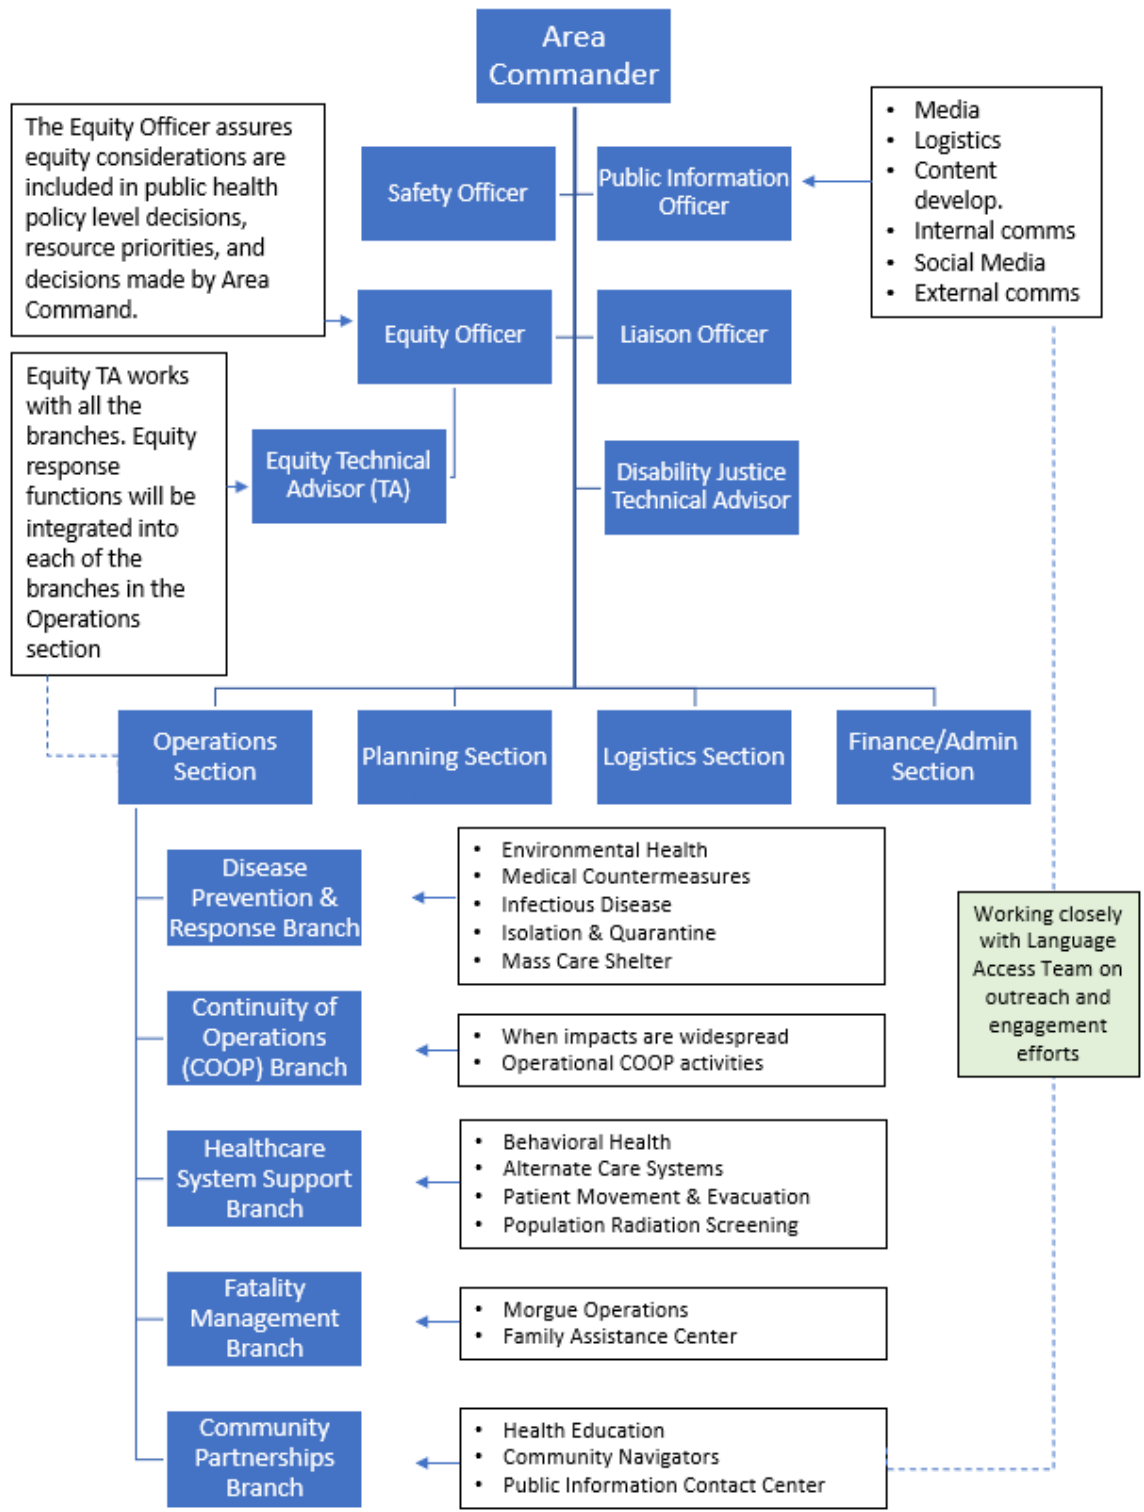 Area
Commander
The Equity Officer assures
equity considerations are
included in public health
policy level decisions,
resource priorities, and
decisions made by Area
Command.
Safety Officer
Public Information
Officer
• Media
• Logistics
• Content
develop.
• Internal comms
• Social Media
• External comms
Equity Officer
Liaison Officer
Equity TA works
with all the
branches. Equity
response
functions will be
integrated into
each of the
branches in the
Operations
section
Equity Technical
Advisor (TA)
Disability Justice
Technical Advisor
Operations
Section
Planning Section
Logistics Section
Finance/Admin
Section
Disease
Prevention &
Response Branch
• Environmental Health
• Medical Countermeasures
• Infectious Disease
• Isolation & Quarantine
• Mass Care Shelter
Working closely
with Language
Access Team on
outreach and
engagement
efforts
Continuity of
Operations
(COOP) Branch
• When impacts are widespread
• Operational COOP activities
Healthcare
System Support
Branch
• Behavioral Health
• Alternate Care Systems
• Patient Movement & Evacuation
• Population Radiation Screening
Fatality
Management
Branch
• Morgue Operations
• Family Assistance Center
Community
Partnerships
Branch
• Health Education
• Community Navigators
• Public Information Contact Center